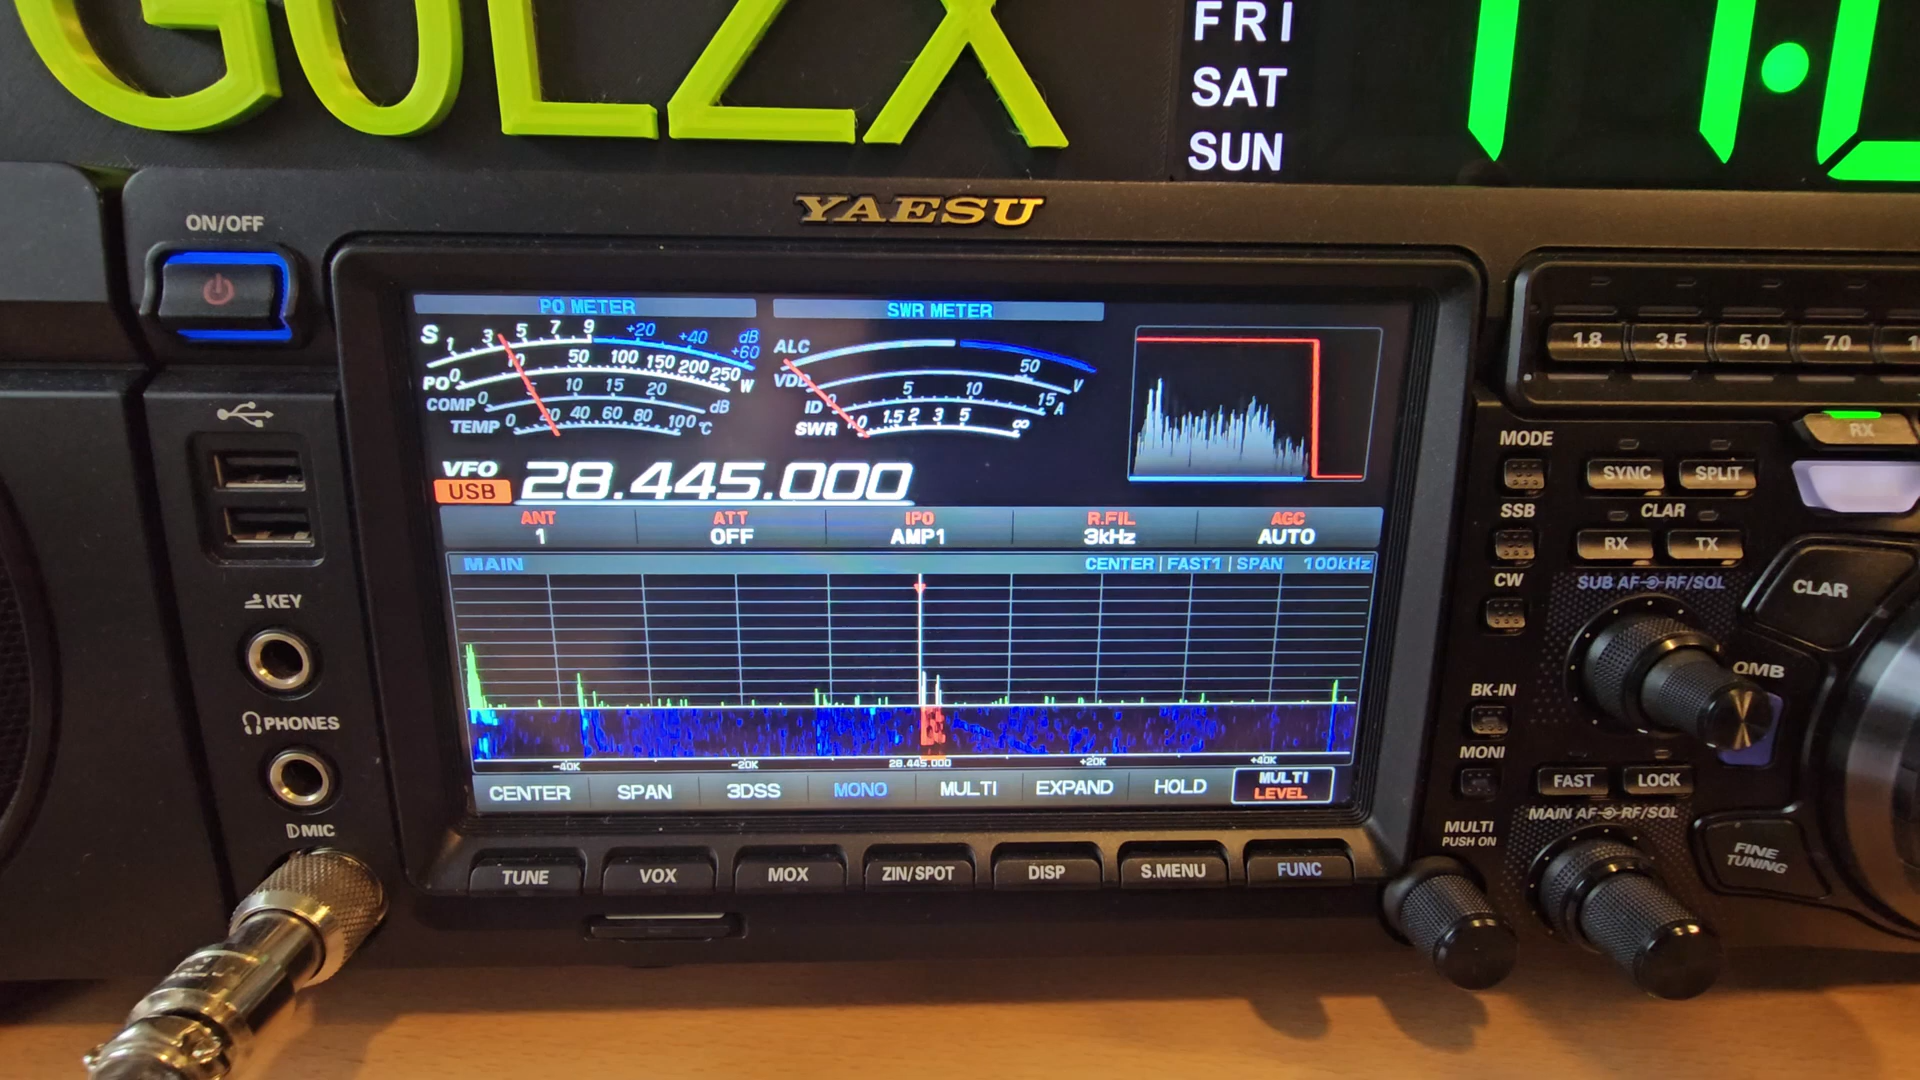 G0LZX
FRI
SAT
SUN
YAESU
ON/OFF
PO METER
SWR METER
S 1 3 5 7 9 +20 +40 +60 dB
PO 0 10 50 100 150 200 250 W
COMP 0 10 15 20 dB
TEMP 0 20 40 60 80 100 °C
ALC
VDD 50 V
ID 0 5 10 15 A
SWR 1.0 1.5 2 3 5 ∞
VFO
USB
28.445.000
ANT ATT IPO R.FIL AGC
1 OFF AMP1 3kHz AUTO
MAIN CENTER | FAST1 | SPAN 100kHz
-40K -20K 28.445.000 +20K +40K
CENTER SPAN 3DSS MONO MULTI EXPAND HOLD MULTI
LEVEL
TUNE VOX MOX ZIN/SPOT DISP S.MENU FUNC
KEY
PHONES
MIC
1.8 3.5 5.0 7.0
RX
MODE
SYNC SPLIT
SSB
CLAR
RX TX
CW
SUB AF RF/SQL
CLAR
QMB
BK-IN
MONI
FAST LOCK
MAIN AF RF/SQL
MULTI
PUSH ON
FINE
TUNING